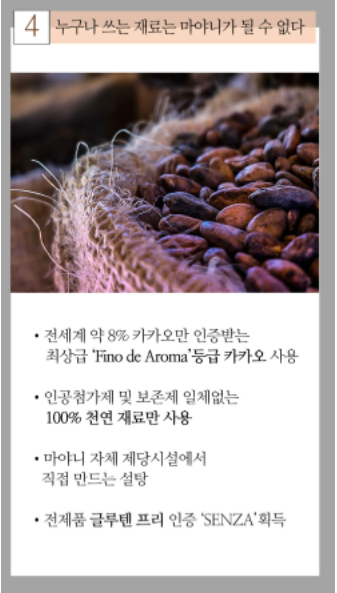 4 누구나 쓰는 재료는 마야니가 될 수 없다
• 전세계 약 8% 카카오만 인증받는
최상급 ‘Fino de Aroma’등급 카카오 사용
• 인공첨가제 및 보존제 일체없는
100% 천연 재료만 사용
• 마야니 자체 제당시설에서
직접 만드는 설탕
• 전제품 글루텐 프리 인증 ‘SENZA’획득